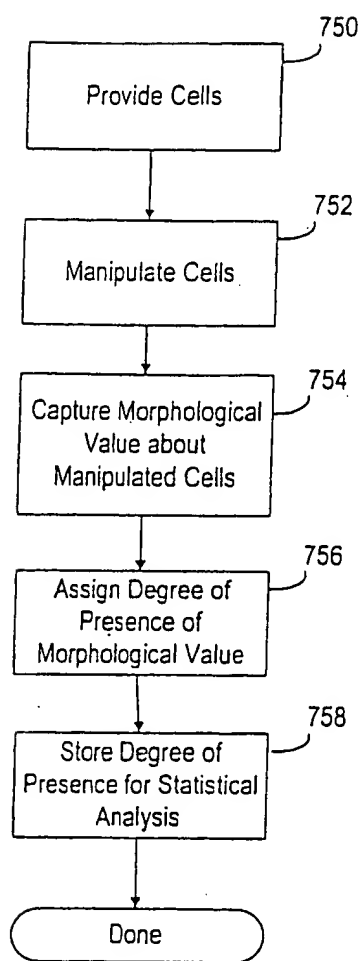 750
Provide Cells
752
Manipulate Cells
754
Capture Morphological
Value about
Manipulated Cells
756
Assign Degree of
Presence of
Morphological Value
758
Store Degree of
Presence for Statistical
Analysis
Done